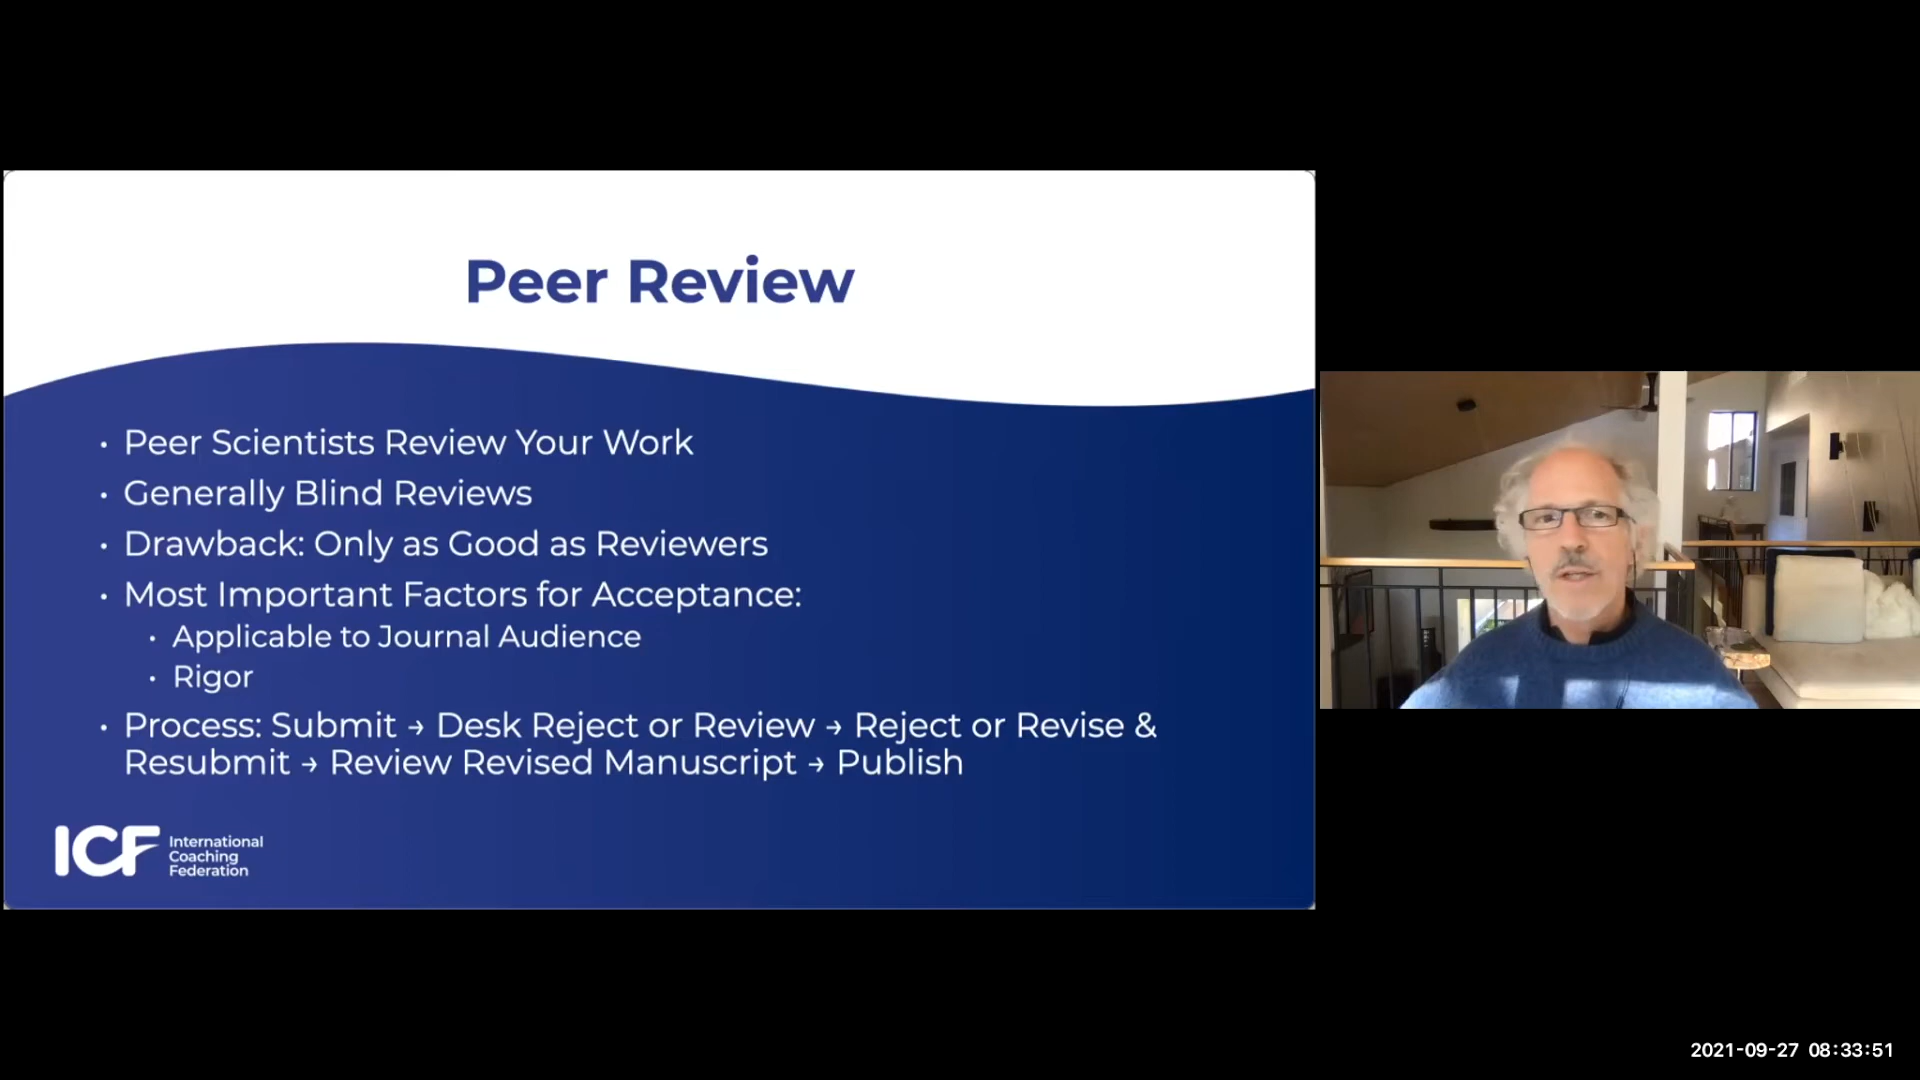 Peer Review
• Peer Scientists Review Your Work
• Generally Blind Reviews
• Drawback: Only as Good as Reviewers
• Most Important Factors for Acceptance:
• Applicable to Journal Audience
• Rigor
• Process: Submit → Desk Reject or Review → Reject or Revise &
Resubmit → Review Revised Manuscript → Publish
ICF
International
Coaching
Federation
2021-09-27 08:33:51